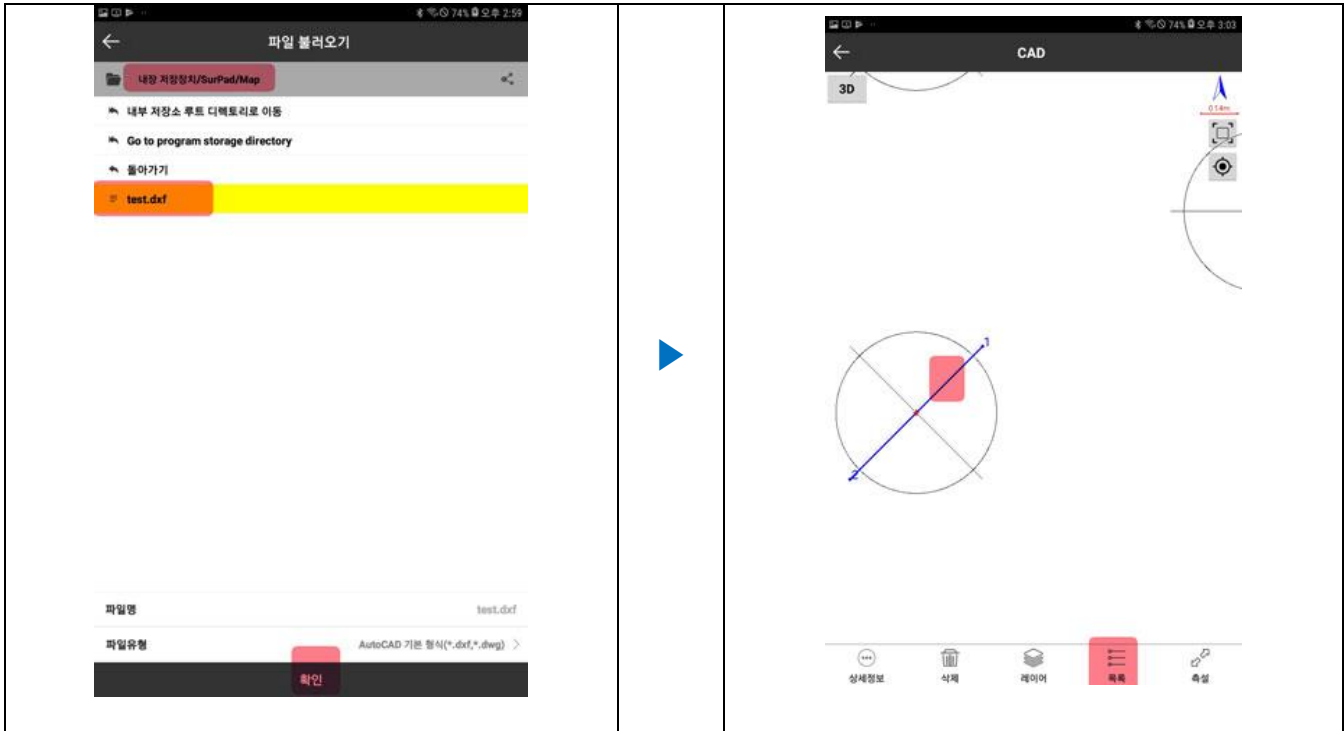 74% 오후 2:59
파일 불러오기
내장 저장장치/SurPad/Map
내부 저장소 루트 디렉토리로 이동
Go to program storage directory
돌아가기
test.dxf
파일명 test.dxf
파일유형 AutoCAD 기본 형식(*.dxf,*.dwg) >
확인
74% 오후 3:03
CAD
3D
0.14m
1
2
상세정보 삭제 레이어 목록 측설